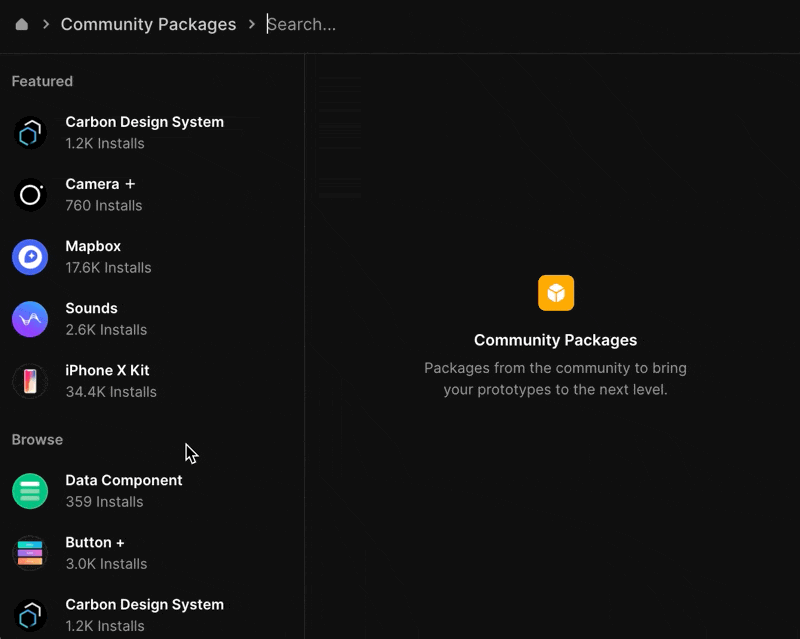 Community Packages
Search...
Featured
Carbon Design System
1.2K Installs
Camera +
760 Installs
Mapbox
17.6K Installs
Sounds
2.6K Installs
iPhone X Kit
34.4K Installs
Browse
Data Component
359 Installs
Button +
3.0K Installs
Carbon Design System
1.2K Installs
Community Packages
Packages from the community to bring
your prototypes to the next level.